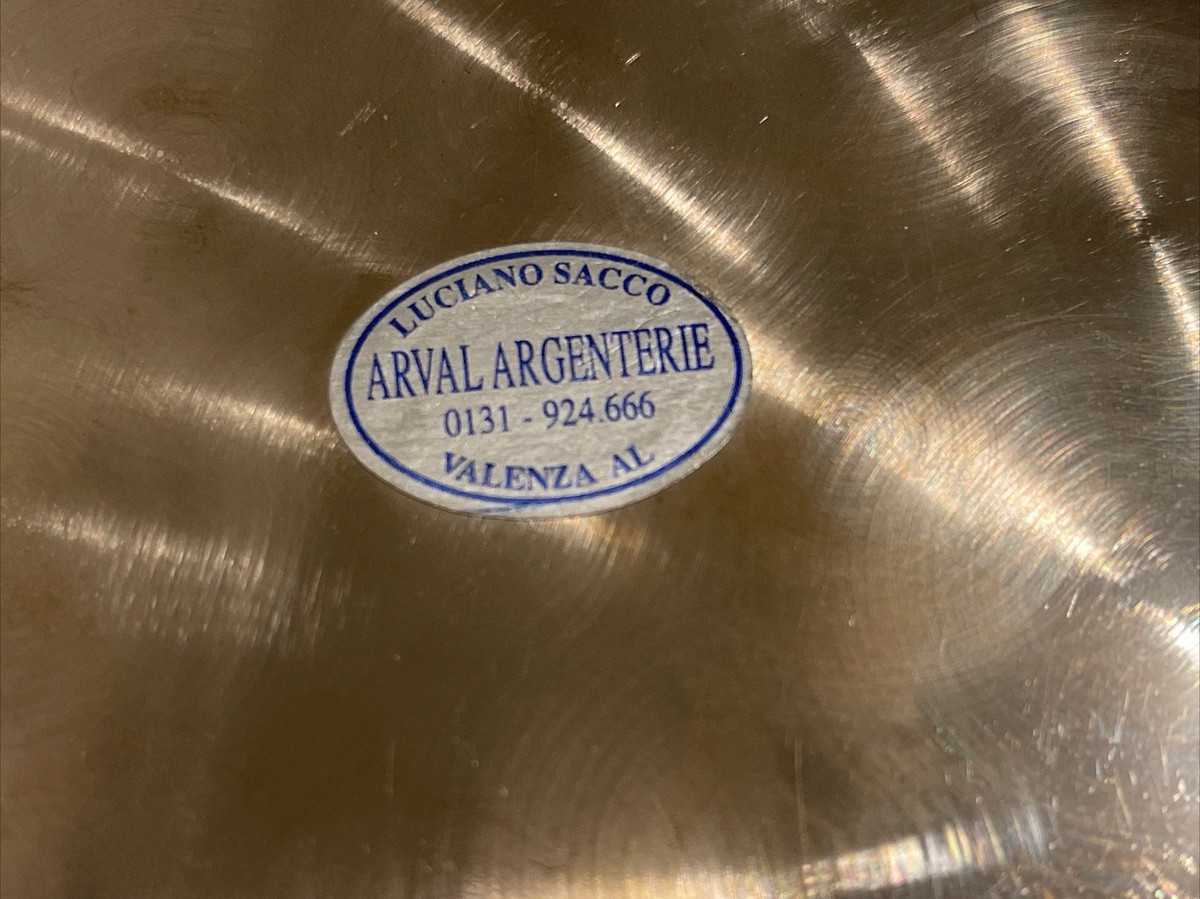 LUCIANO SACCO
ARVAL ARGENTERIE
0131 - 924.666
VALENZA AL